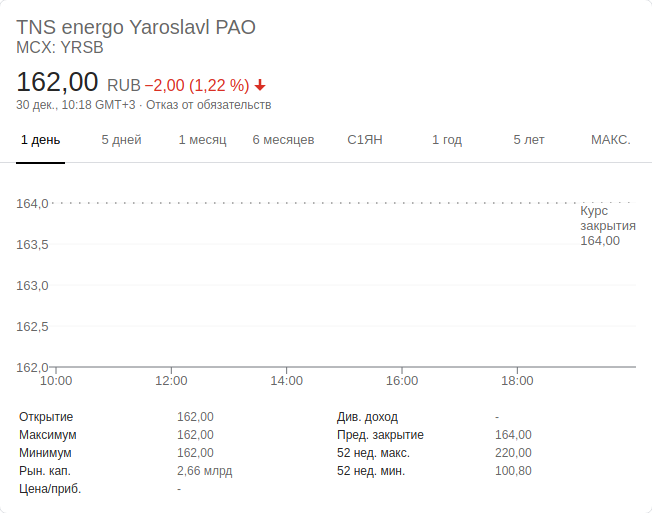 TNS energo Yaroslavl PAO
MCX: YRSB
162,00 RUB −2,00 (1,22 %)
30 дек., 10:18 GMT+3 · Отказ от обязательств
1 день 5 дней 1 месяц 6 месяцев С1ЯН 1 год 5 лет МАКС.
164,0
Курс
закрытия
164,00
163,5
163,0
162,5
162,0
10:00 12:00 14:00 16:00 18:00
Открытие 162,00 Див. доход -
Максимум 162,00 Пред. закрытие 164,00
Минимум 162,00 52 нед. макс. 220,00
Рын. кап. 2,66 млрд 52 нед. мин. 100,80
Цена/приб. -